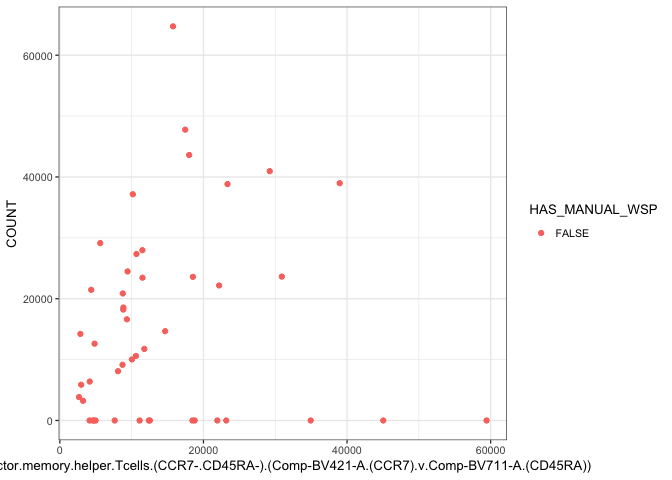 60000
40000
20000
0
COUNT
0 20000 40000 60000
ctor.memory.helper.Tcells.(CCR7-.CD45RA-).(Comp-BV421-A.(CCR7).v.Comp-BV711-A.(CD45RA))
HAS_MANUAL_WSP
FALSE